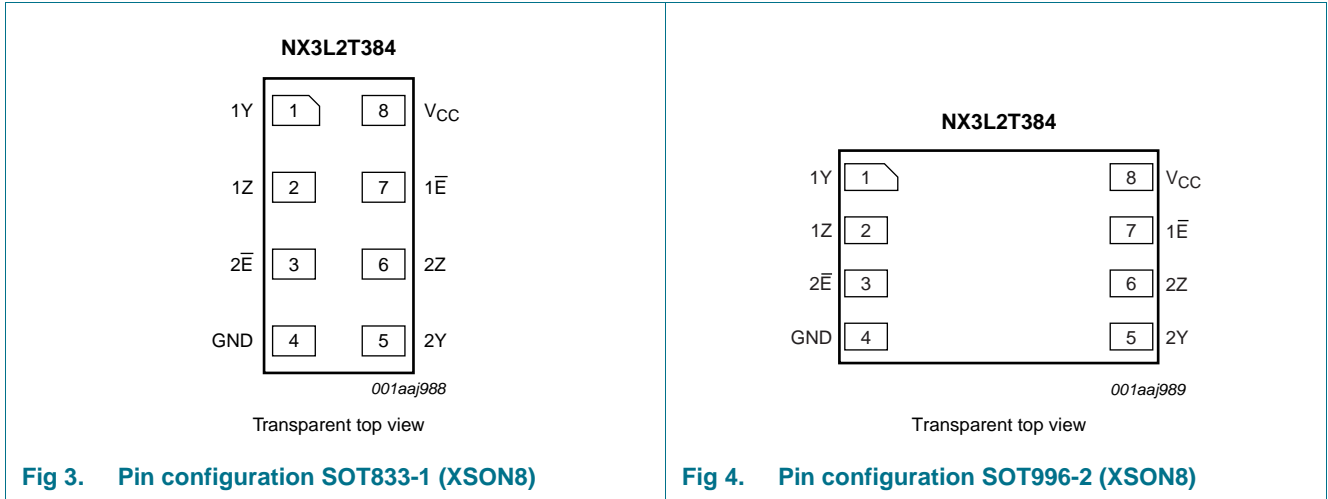 NX3L2T384
1Y 1 8 VCC
1Z 2 7 1E̅
2E̅ 3 6 2Z
GND 4 5 2Y
001aaj988
Transparent top view
Fig 3. Pin configuration SOT833-1 (XSON8)
NX3L2T384
1Y 1 8 VCC
1Z 2 7 1E̅
2E̅ 3 6 2Z
GND 4 5 2Y
001aaj989
Transparent top view
Fig 4. Pin configuration SOT996-2 (XSON8)